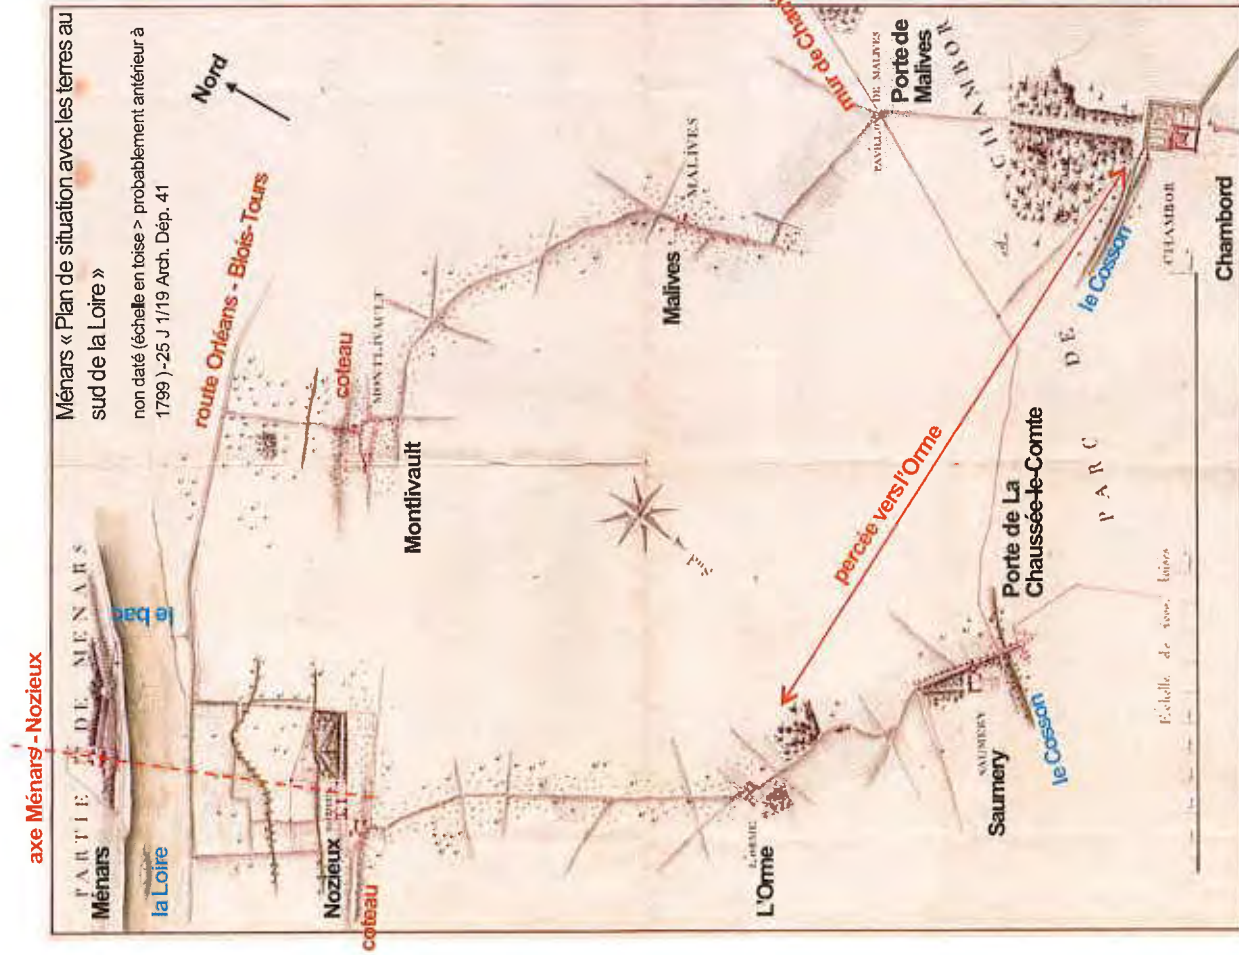 axe Ménars - Nozieux
Ménars « Plan de situation avec les terres au
sud de la Loire »
non daté (échelle en toise > probablement antérieur à
1799 ) -25 J 1/19 Arch. Dép. 41
Nord
PARTIE DE MENARS
Ménars
la Loire
le bac
route Orléans - Blois-Tours
coteau
MONTLIVAULT
Montlivault
Nozieux
coteau
MALIVES
Malives
mur de
PAVILLON DE MALIVES
Porte de
Malives
Sud
percée vers l'Orme
L'ORME
L'Orme
SAUMERY
Saumery
le Cosson
Porte de La
Chaussée-le-Comte
PARC DE CHAMBOR
le Cosson
CHAMBOR
Chambord
Echelle de toises